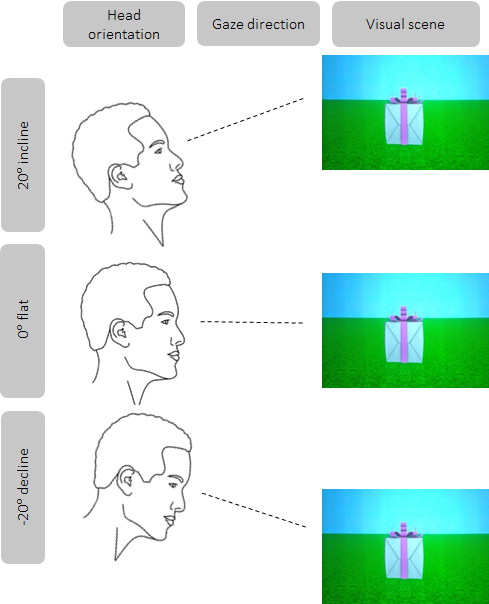 Head
orientation
Gaze direction
Visual scene
20° incline
0° flat
-20° decline